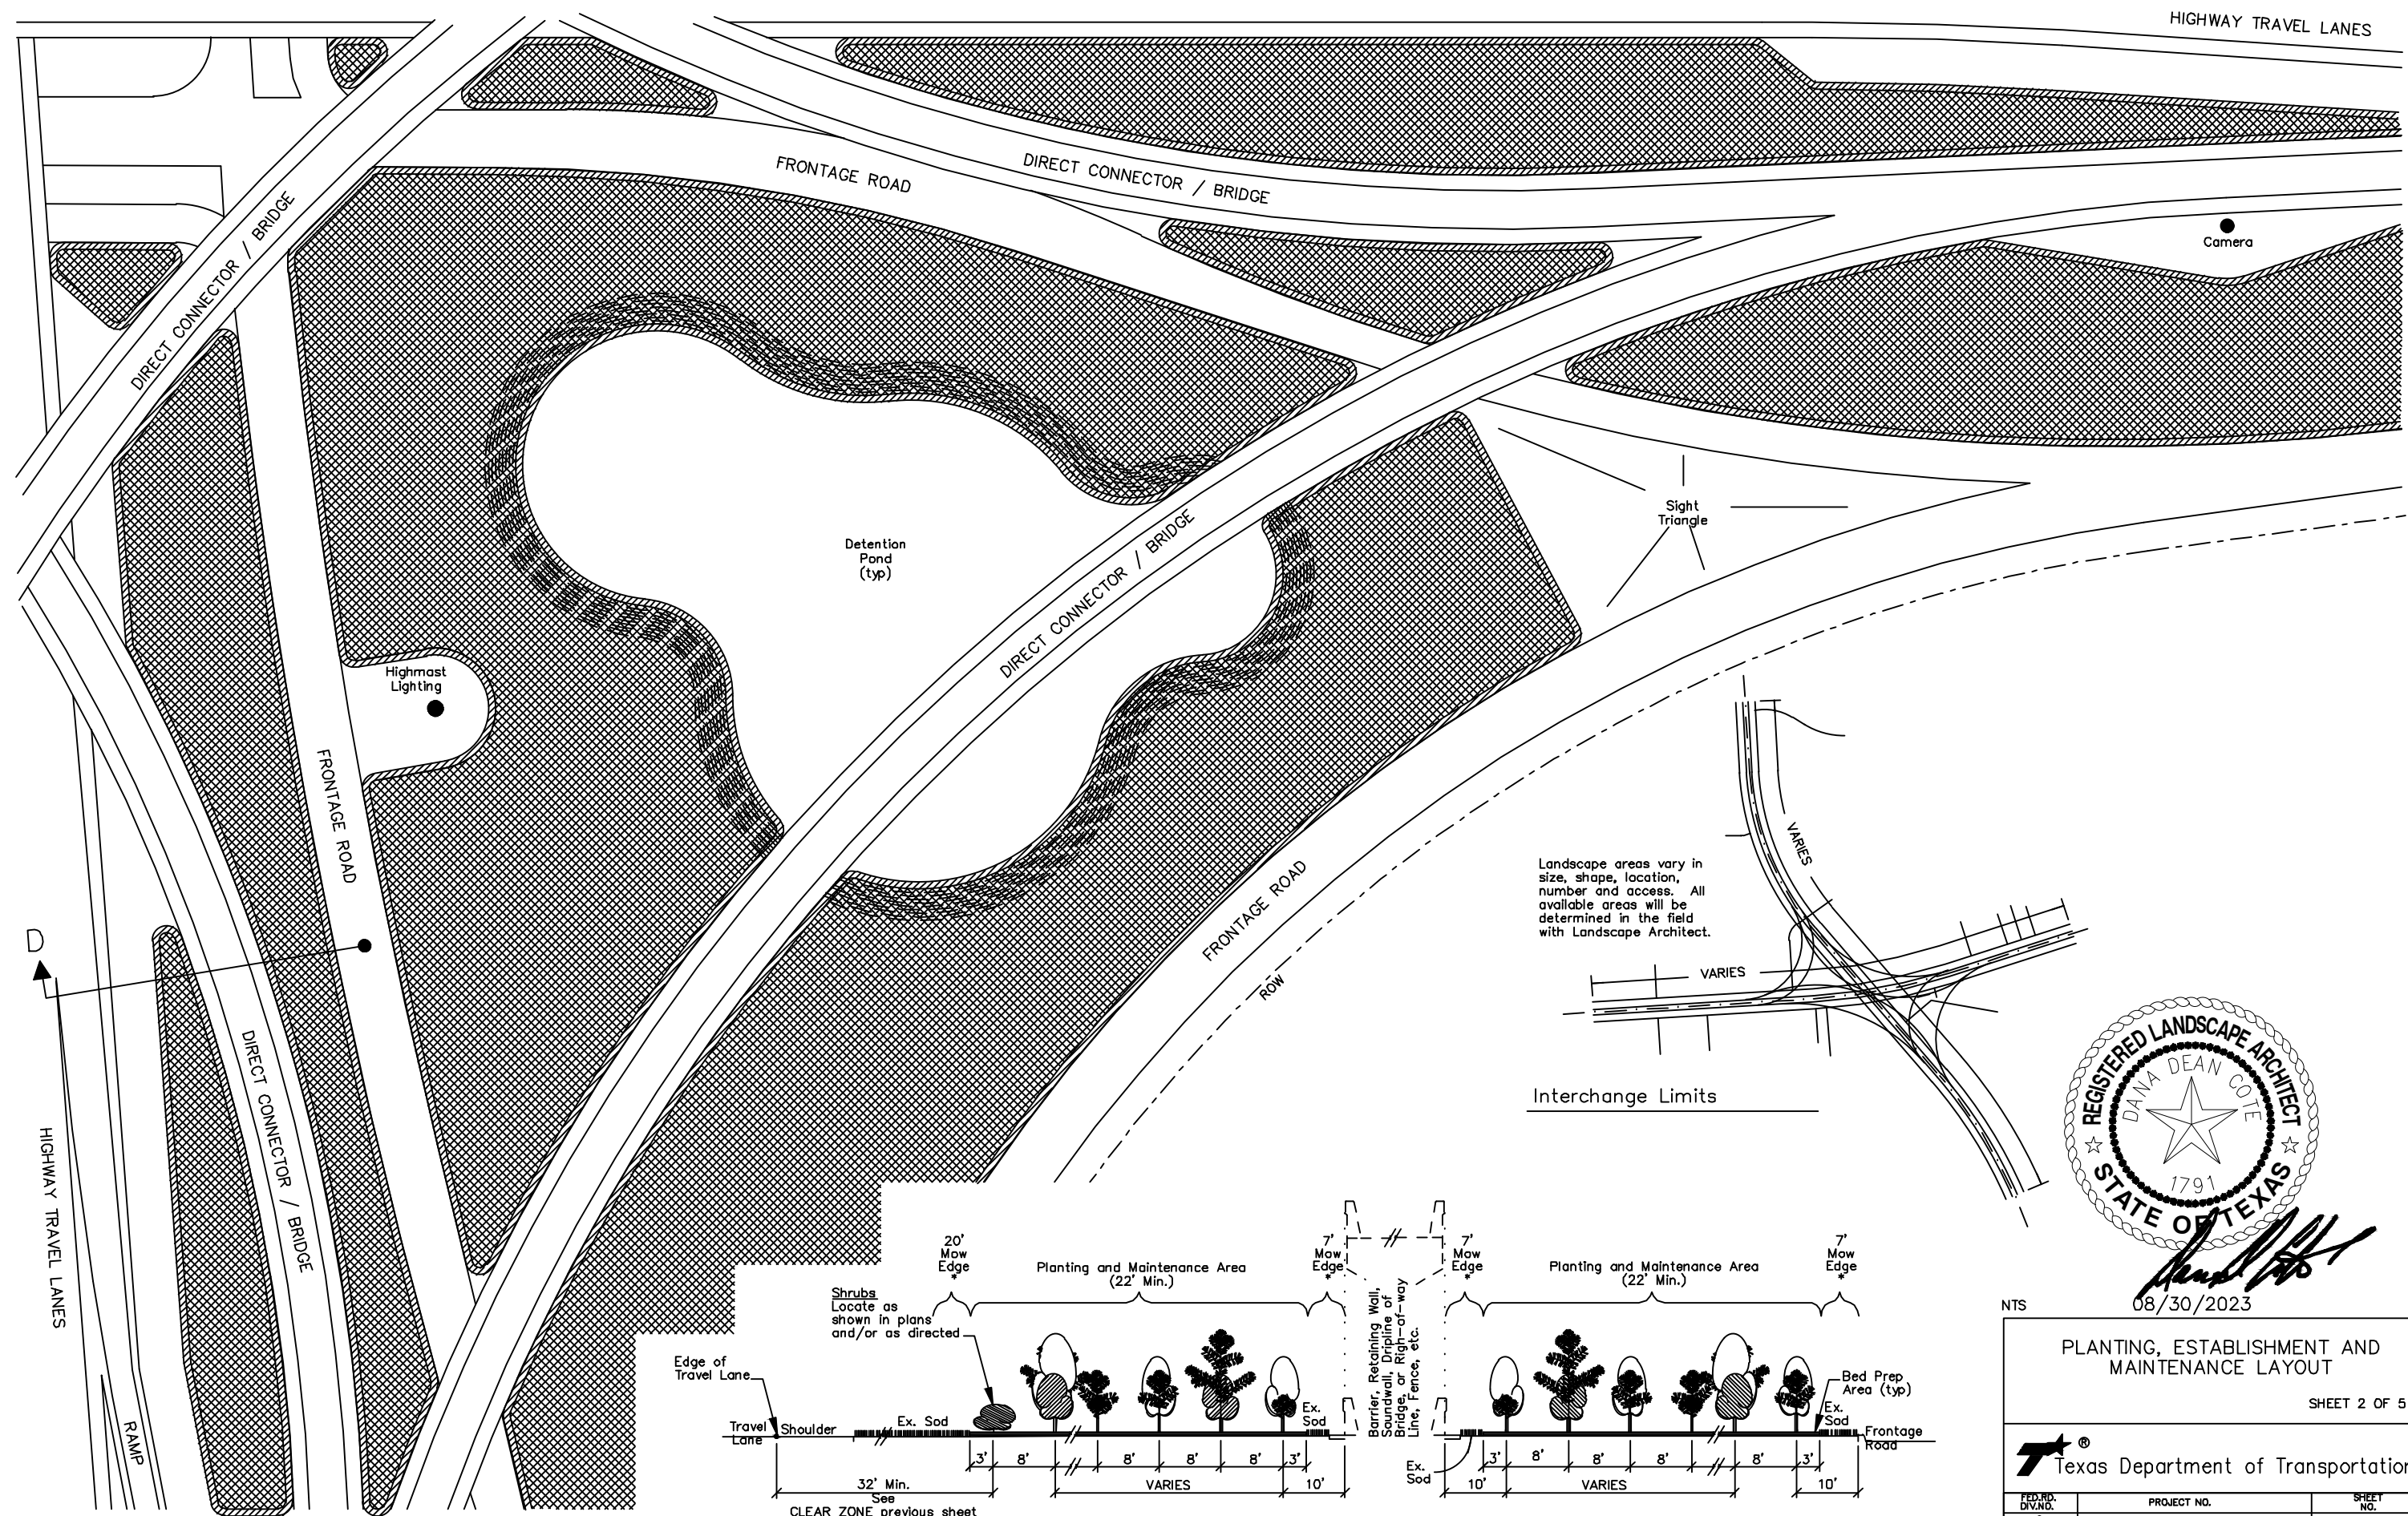 HIGHWAY TRAVEL LANES
FRONTAGE ROAD
DIRECT CONNECTOR / BRIDGE
DIRECT CONNECTOR / BRIDGE
Camera
Sight
Triangle
Detention
Pond
(typ)
DIRECT CONNECTOR / BRIDGE
Highmast
Lighting
FRONTAGE ROAD
FRONTAGE ROAD
ROW
D
DIRECT CONNECTOR / BRIDGE
HIGHWAY TRAVEL LANES
RAMP
Landscape areas vary in
size, shape, location,
number and access. All
available areas will be
determined in the field
with Landscape Architect.
VARIES
VARIES
Interchange Limits
REGISTERED LANDSCAPE ARCHITECT
DANA DEAN COTE
1791
STATE OF TEXAS
08/30/2023
NTS
20'
Mow
Edge
*
Planting and Maintenance Area
(22' Min.)
7'
Mow
Edge
*
Barrier, Retaining Wall,
Soundwall, Dripline of
Bridge, or Righ-of-way
Line, Fence, etc.
7'
Mow
Edge
*
Planting and Maintenance Area
(22' Min.)
7'
Mow
Edge
*
Shrubs
Locate as
shown in plans
and/or as directed
Edge of
Travel Lane
Travel
Lane
Shoulder
Ex. Sod
Ex.
Sod
Ex.
Sod
Bed Prep
Area (typ)
Ex.
Sod
Frontage
Road
3' 8' 8' 8' 8' 3'
32' Min.
See
CLEAR ZONE previous sheet
VARIES
10'
3' 8' 8' 8' 8' 3'
10'
VARIES
10'
PLANTING, ESTABLISHMENT AND
MAINTENANCE LAYOUT
SHEET 2 OF 5
®
Texas Department of Transportation
FED.RD.
DIV.NO.
PROJECT NO.
SHEET
NO.